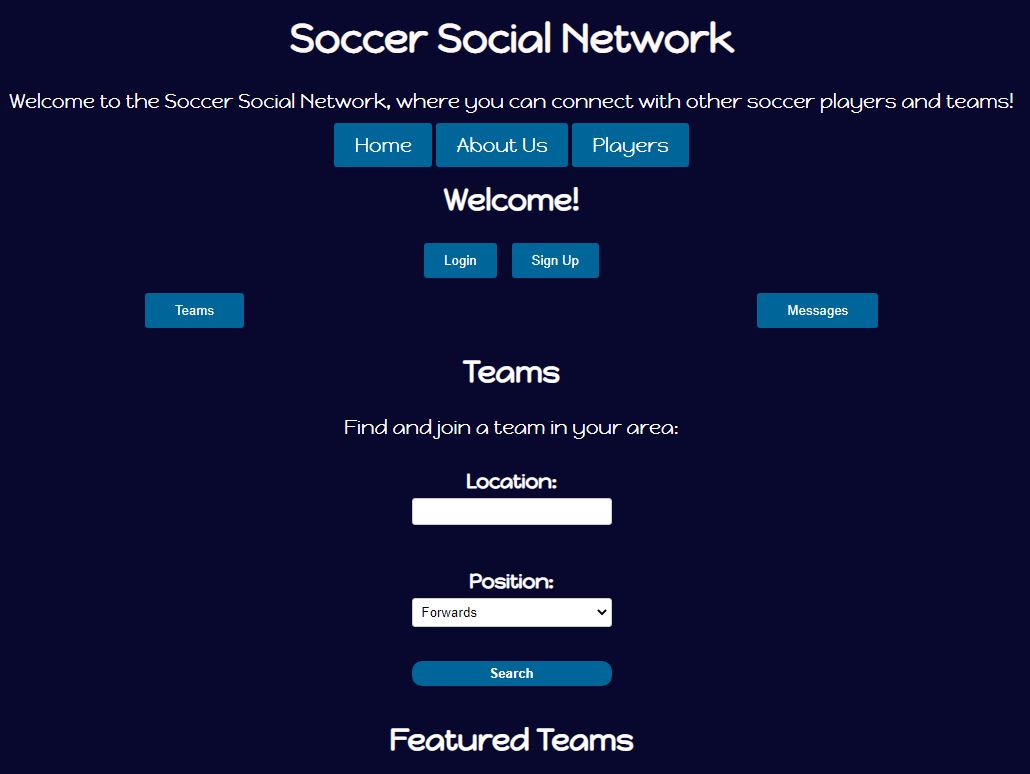 Soccer Social Network
Welcome to the Soccer Social Network, where you can connect with other soccer players and teams!
Home About Us Players
Welcome!
Login Sign Up
Teams Messages
Teams
Find and join a team in your area:
Location:
Position:
Forwards
Search
Featured Teams